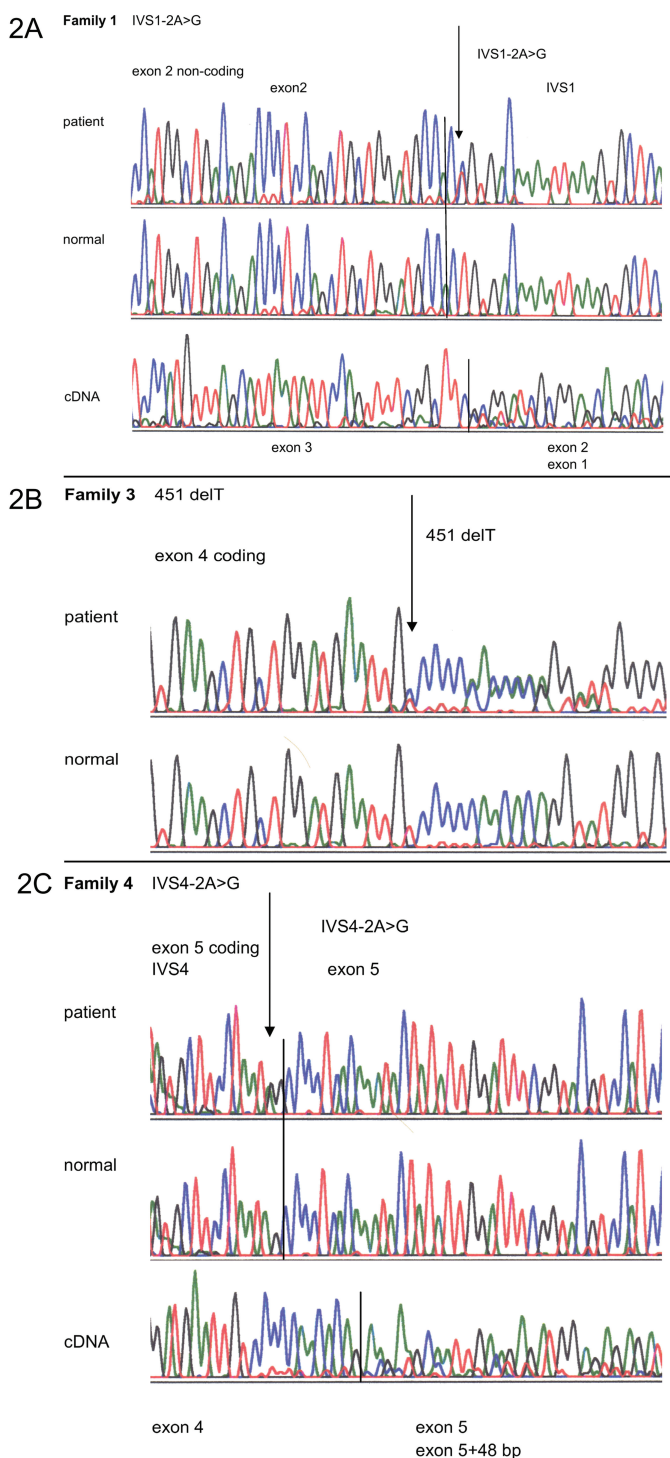 2A Family 1 IVS1-2A>G
IVS1-2A>G
exon 2 non-coding
exon2 IVS1
patient
normal
cDNA
exon 3 exon 2
exon 1
2B Family 3 451 delT
451 delT
exon 4 coding
patient
normal
2C Family 4 IVS4-2A>G
IVS4-2A>G
exon 5 coding
IVS4 exon 5
patient
normal
cDNA
exon 4 exon 5
exon 5+48 bp